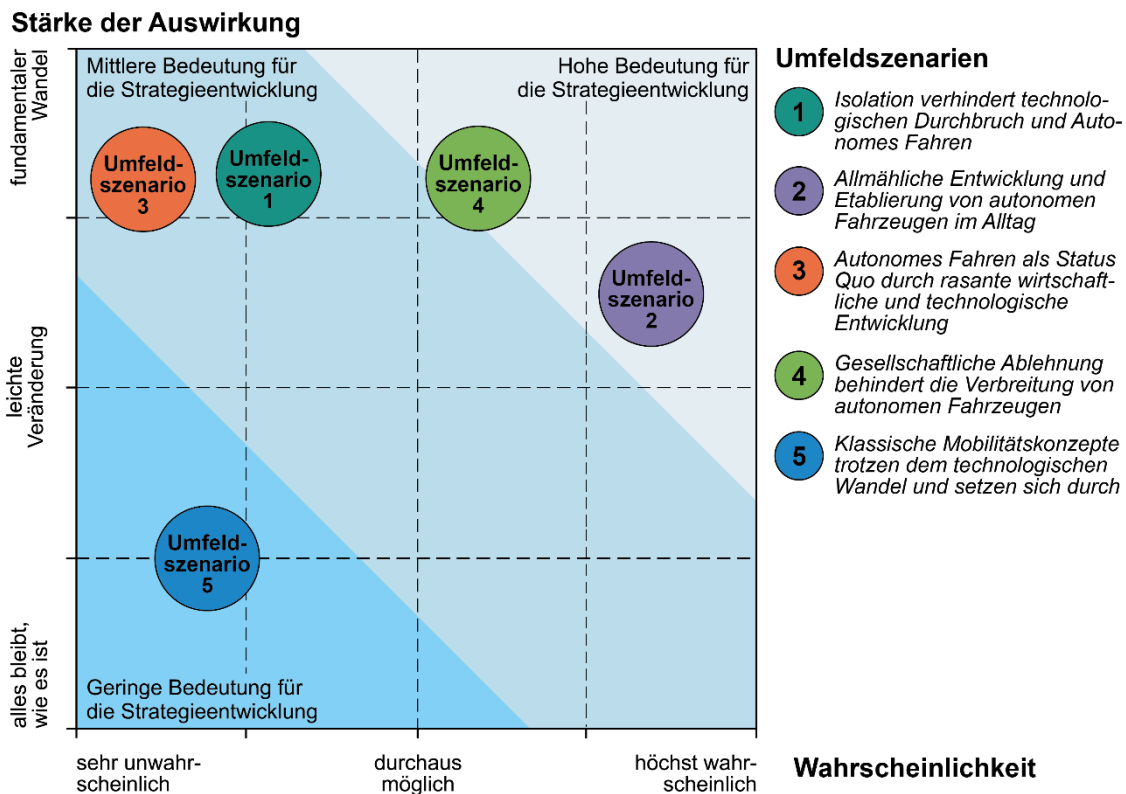 Stärke der Auswirkung
fundamentaler
Wandel
leichte
Veränderung
alles bleibt,
wie es ist
Mittlere Bedeutung für
die Strategieentwicklung
Hohe Bedeutung für
die Strategieentwicklung
Umfeld-
szenario
3
Umfeld-
szenario
1
Umfeld-
szenario
4
Umfeld-
szenario
2
Umfeld-
szenario
5
Geringe Bedeutung für
die Strategieentwicklung
sehr unwahr-
scheinlich
durchaus
möglich
höchst wahr-
scheinlich
Wahrscheinlichkeit
Umfeldszenarien
1
Isolation verhindert technolo-
gischen Durchbruch und Auto-
nomes Fahren
2
Allmähliche Entwicklung und
Etablierung von autonomen
Fahrzeugen im Alltag
3
Autonomes Fahren als Status
Quo durch rasante wirtschaft-
liche und technologische
Entwicklung
4
Gesellschaftliche Ablehnung
behindert die Verbreitung von
autonomen Fahrzeugen
5
Klassische Mobilitätskonzepte
trotzen dem technologischen
Wandel und setzen sich durch